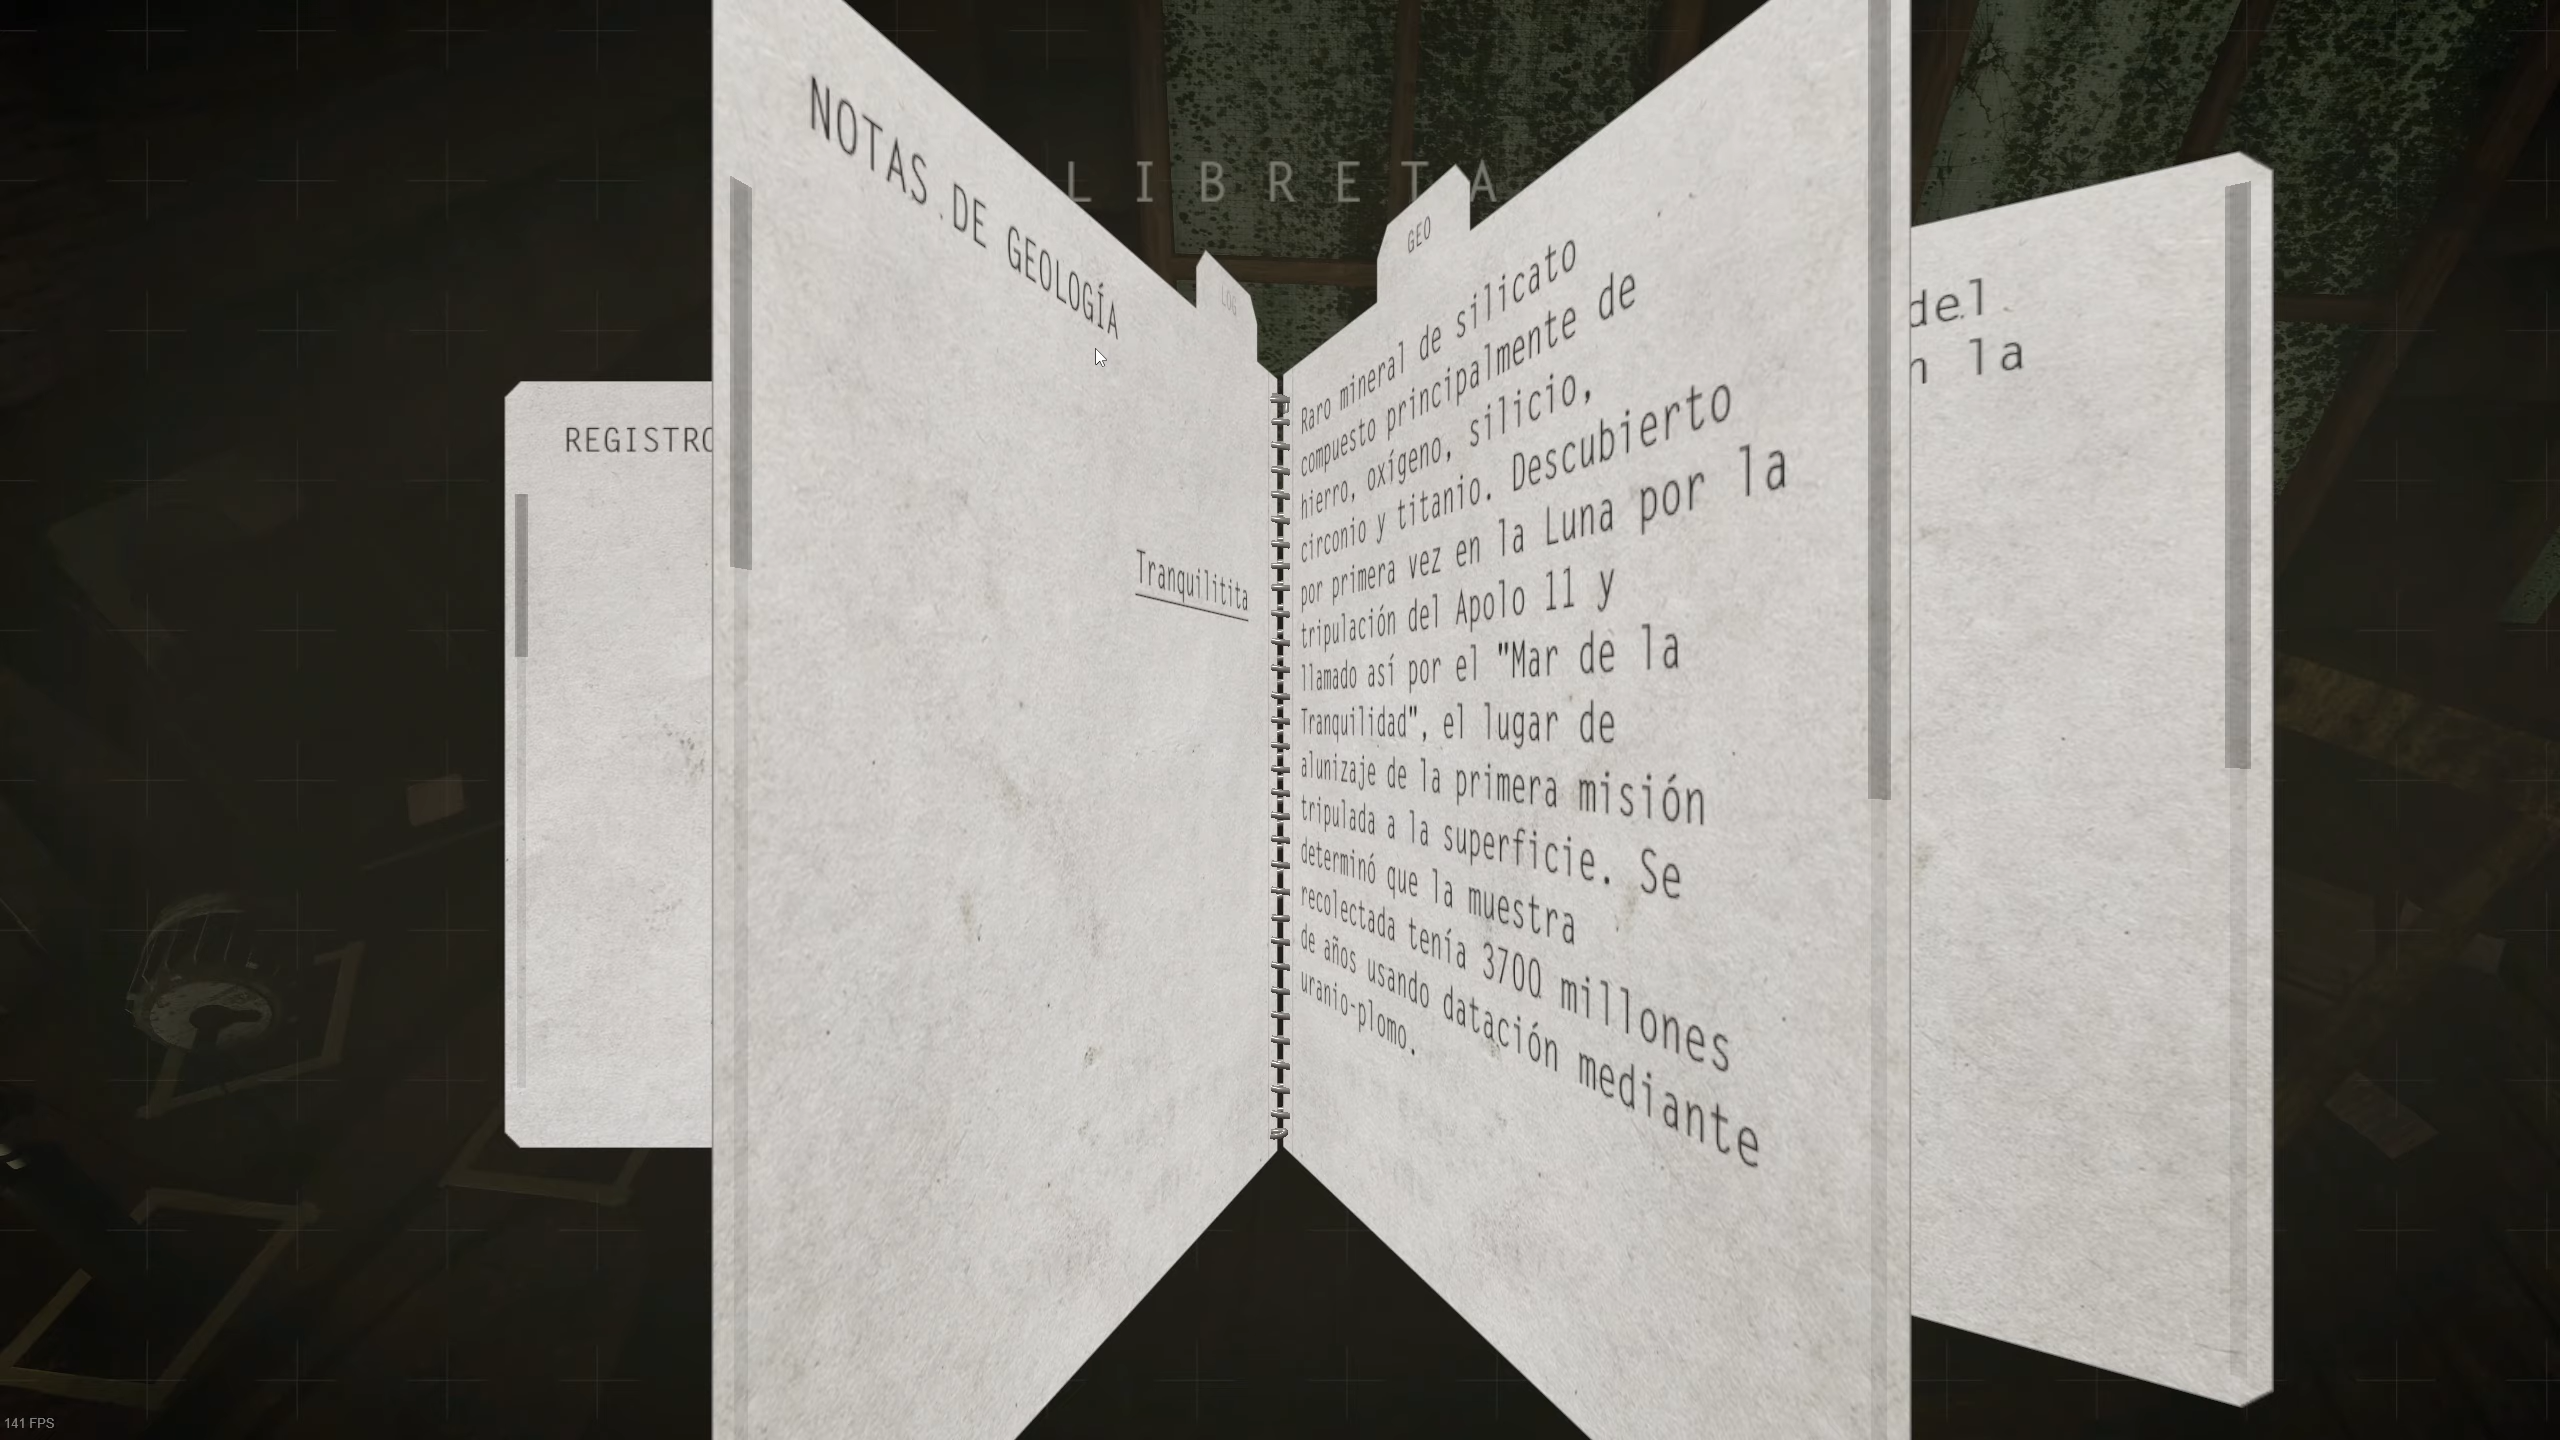 LIBRETA
LOG
GEO
REGISTRO
NOTAS DE GEOLOGÍA
Tranquilitita
Raro mineral de silicato
compuesto principalmente de
hierro, oxígeno, silicio,
circonio y titanio. Descubierto
por primera vez en la Luna por la
tripulación del Apolo 11 y
llamado así por el "Mar de la
Tranquilidad", el lugar de
alunizaje de la primera misión
tripulada a la superficie. Se
determinó que la muestra
recolectada tenía 3700 millones
de años usando datación mediante
uranio-plomo.
del
la
141 FPS